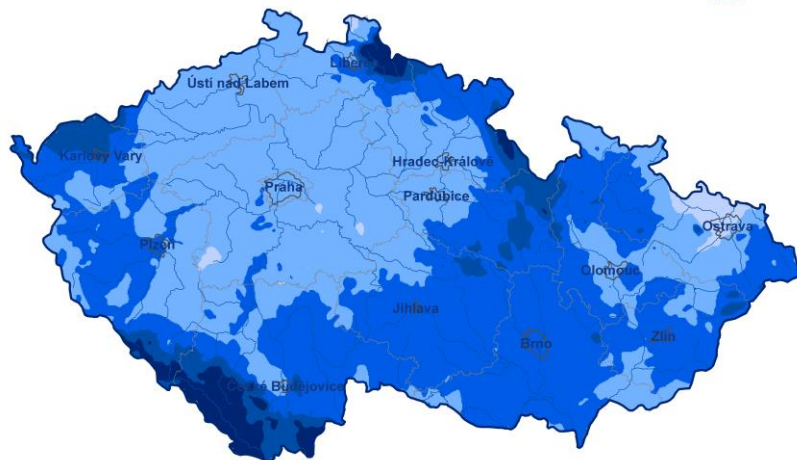 Liberec
Ústí nad Labem
Karlovy Vary
Hradec Králové
Praha
Pardubice
Ostrava
Plzeň
Olomouc
Jihlava
Zlín
Brno
České Budějovice